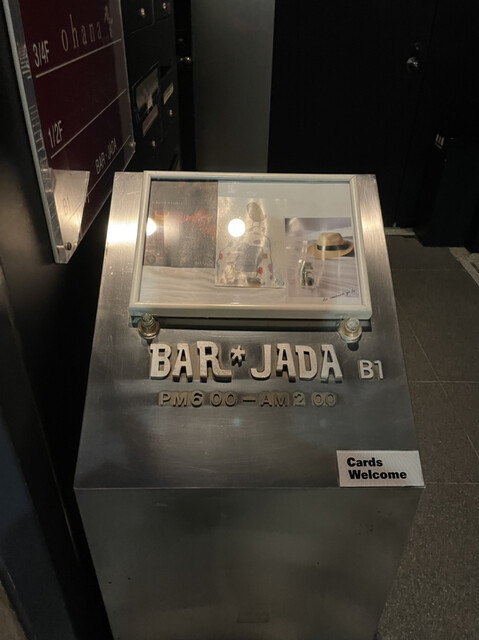 3/4F ohana
1/2F
BAR・JADA
BAR * JADA B1
PM6 00 – AM2 00
Cards
Welcome